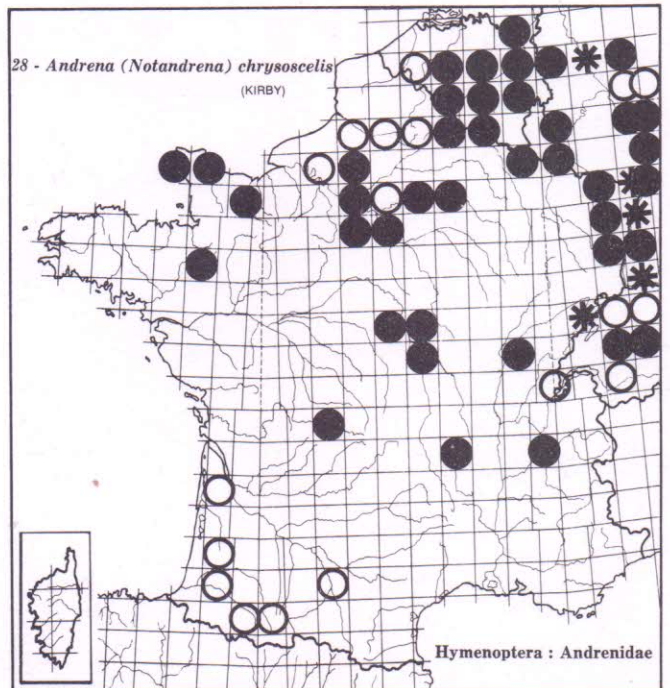 28 - Andrena (Notandrena) chrysoscelis
(KIRBY)
Hymenoptera : Andrenidae